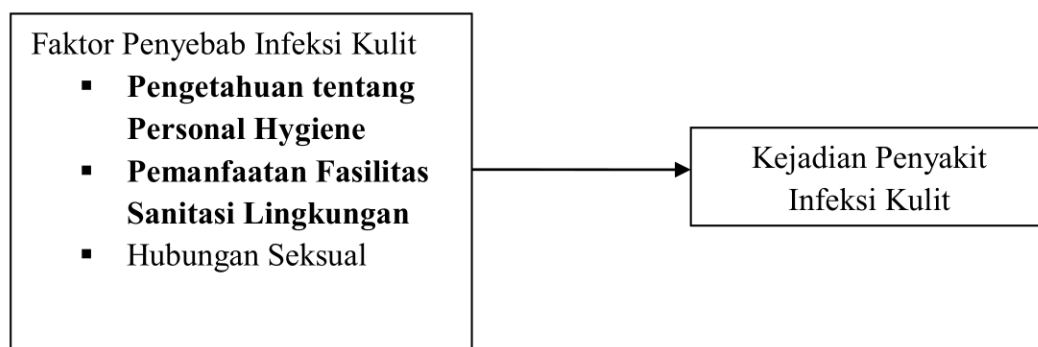 Faktor Penyebab Infeksi Kulit
▪ Pengetahuan tentang
Personal Hygiene
▪ Pemanfaatan Fasilitas
Sanitasi Lingkungan
▪ Hubungan Seksual
Kejadian Penyakit
Infeksi Kulit